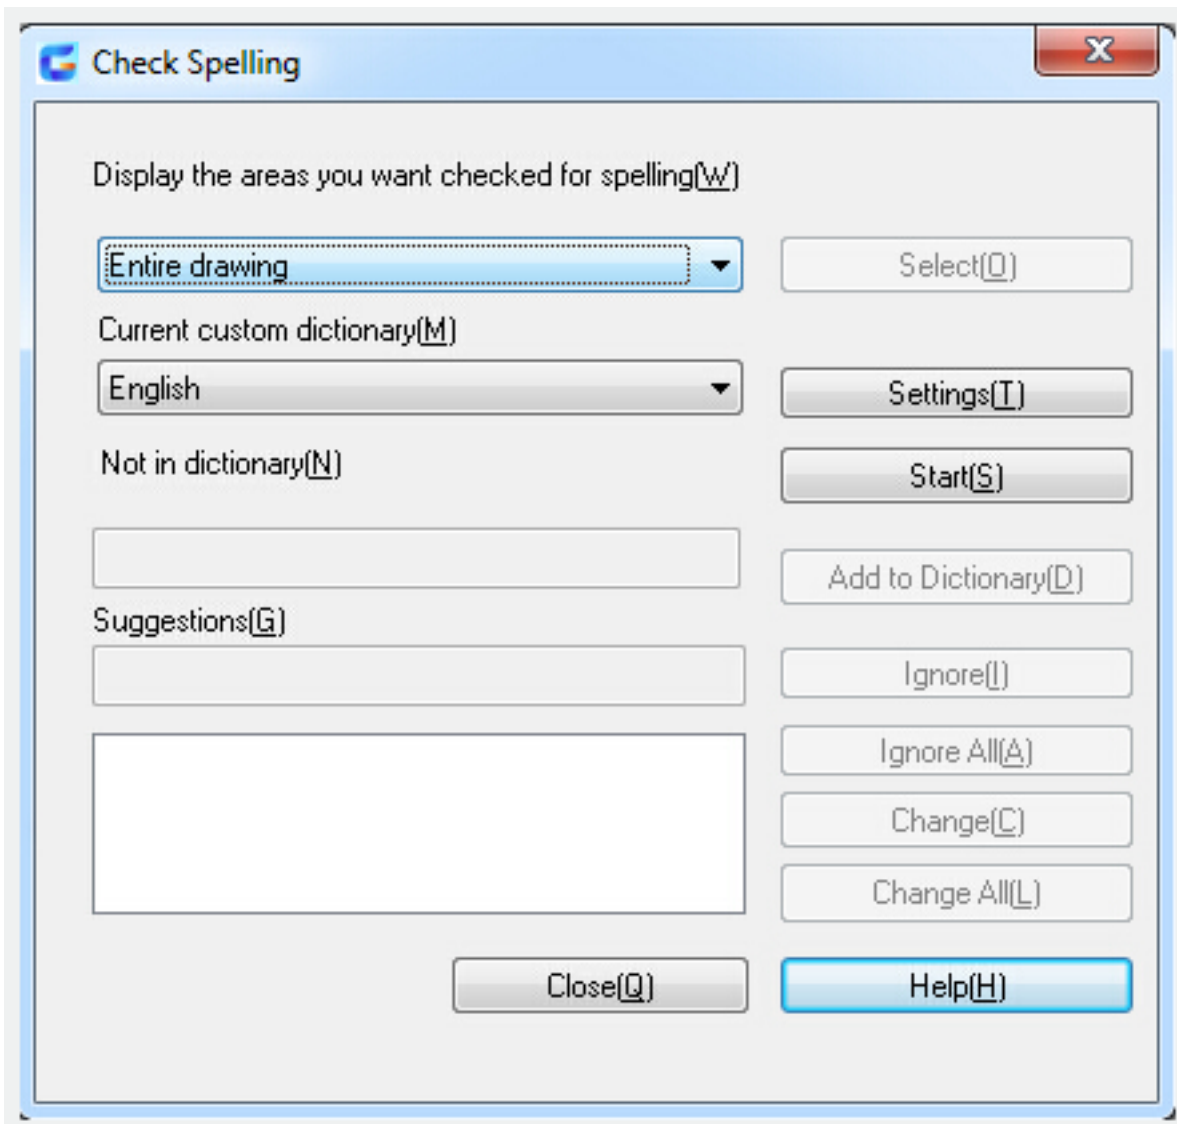 Check Spelling
Display the areas you want checked for spelling(W)
Entire drawing
Select(O)
Current custom dictionary(M)
English
Settings(T)
Not in dictionary(N)
Start(S)
Add to Dictionary(D)
Suggestions(G)
Ignore(I)
Ignore All(A)
Change(C)
Change All(L)
Close(Q)
Help(H)